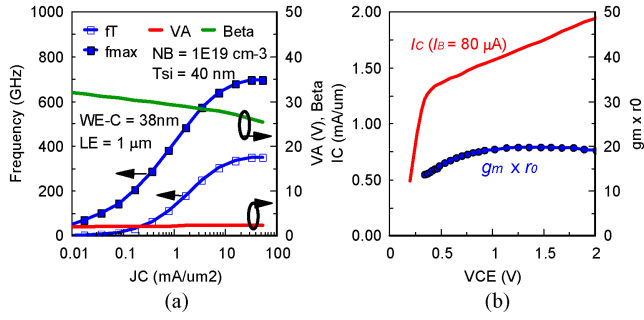 fT VA Beta
fmax NB = 1E19 cm-3
Tsi = 40 nm
WE-C = 38nm
LE = 1 µm
1000
800
600
400
200
0
Frequency (GHz)
50
40
30
20
10
0
VA (V), Beta
0.01 0.1 1 10 100
JC (mA/um2)
(a)
IC (IB = 80 µA)
gm x r0
2.00
1.50
1.00
0.50
0.00
IC (mA/um)
50
40
30
20
10
0
gm x r0
0 0.5 1 1.5 2
VCE (V)
(b)